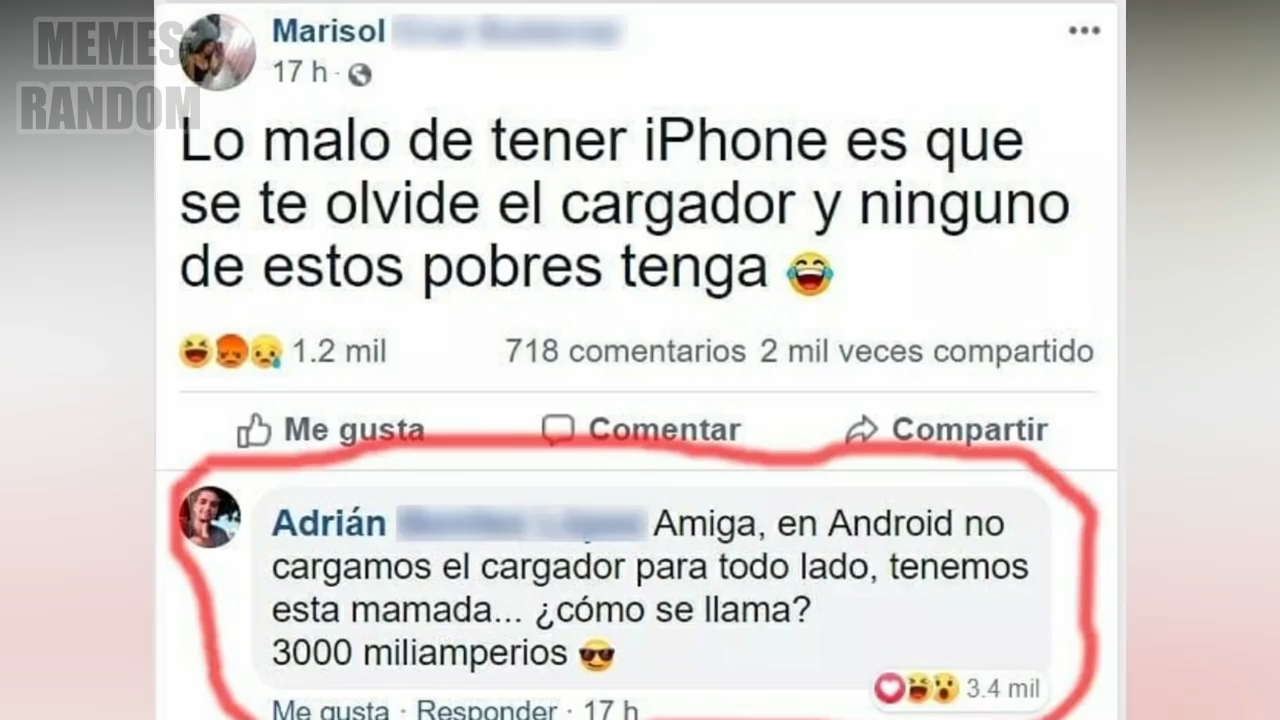 MEMES
RANDOM
Marisol
17 h ·
Lo malo de tener iPhone es que
se te olvide el cargador y ninguno
de estos pobres tenga 😂
1.2 mil 718 comentarios 2 mil veces compartido
Me gusta Comentar Compartir
Adrián Amiga, en Android no
cargamos el cargador para todo lado, tenemos
esta mamada... ¿cómo se llama?
3000 miliamperios 😎
3.4 mil
Me gusta · Responder · 17 h